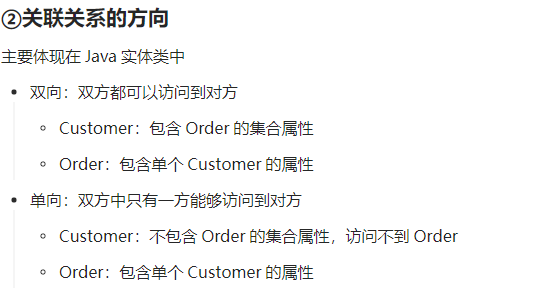 ②关联关系的方向
主要体现在 Java 实体类中
双向：双方都可以访问到对方
Customer：包含 Order 的集合属性
Order：包含单个 Customer 的属性
单向：双方中只有一方能够访问到对方
Customer：不包含 Order 的集合属性，访问不到 Order
Order：包含单个 Customer 的属性